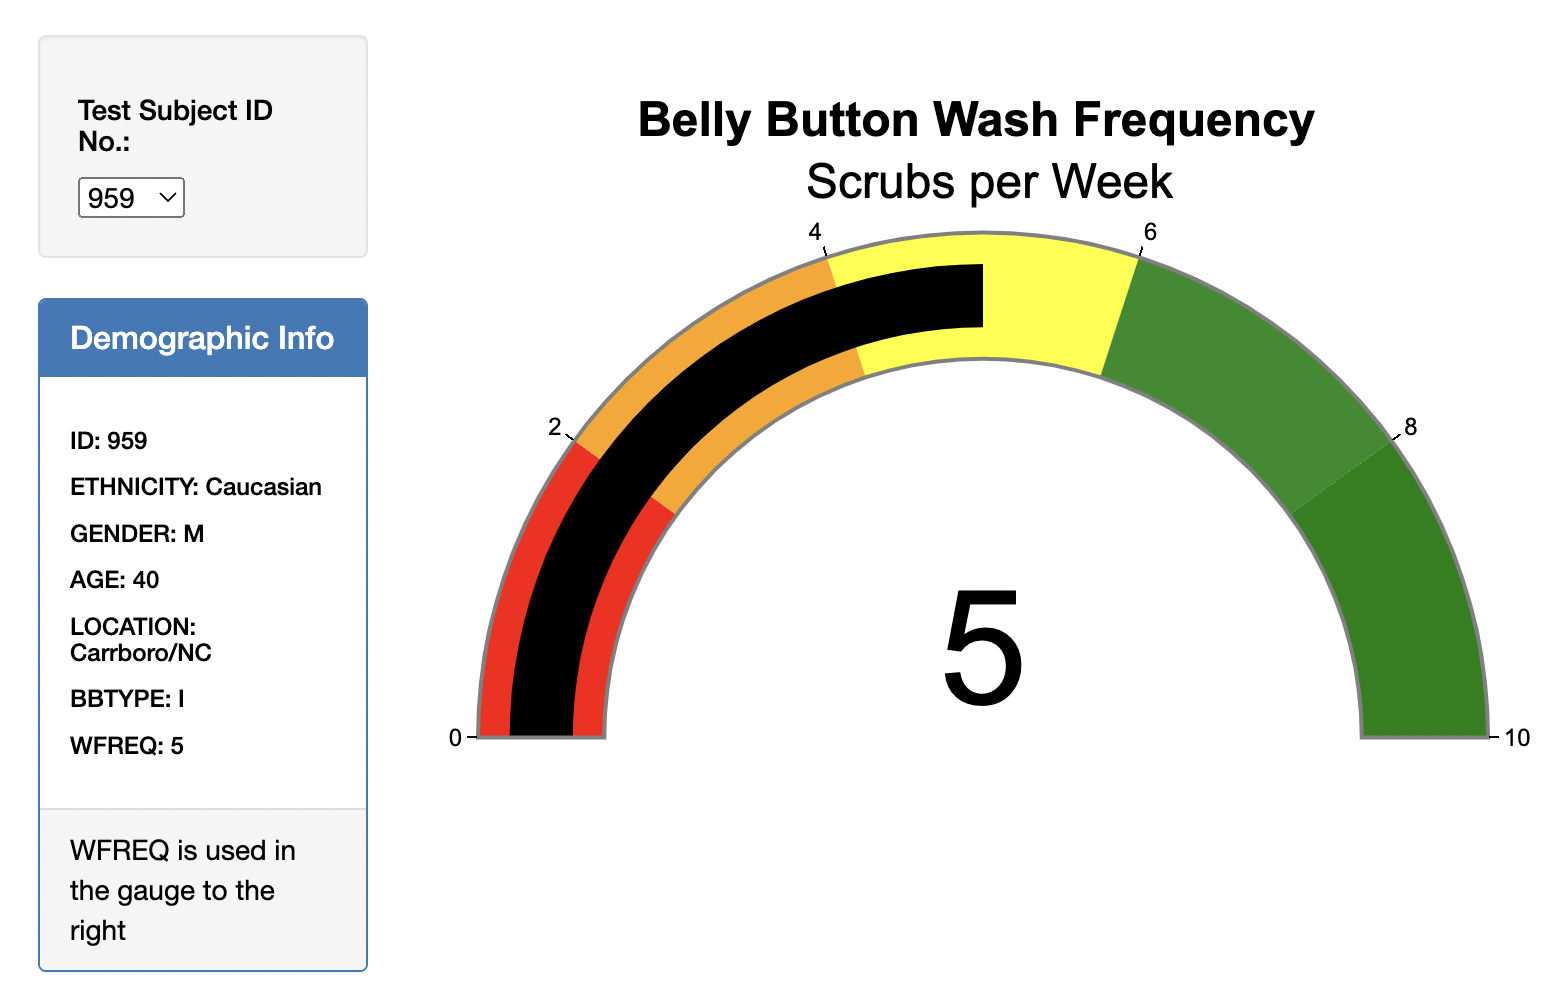 Test Subject ID
No.:
959
Demographic Info
ID: 959
ETHNICITY: Caucasian
GENDER: M
AGE: 40
LOCATION:
Carrboro/NC
BBTYPE: I
WFREQ: 5
WFREQ is used in
the gauge to the
right
Belly Button Wash Frequency
Scrubs per Week
0
2
4
6
8
10
5